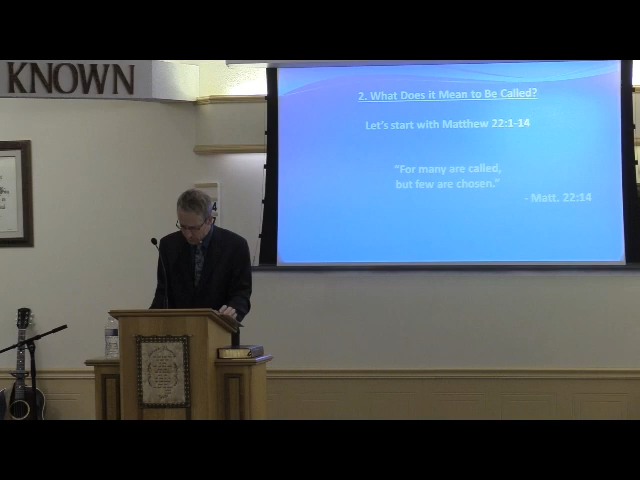 KNOWN
2. What Does it Mean to Be Called?
Let's start with Matthew 22:1-14
"For many are called,
but few are chosen."
- Matt. 22:14